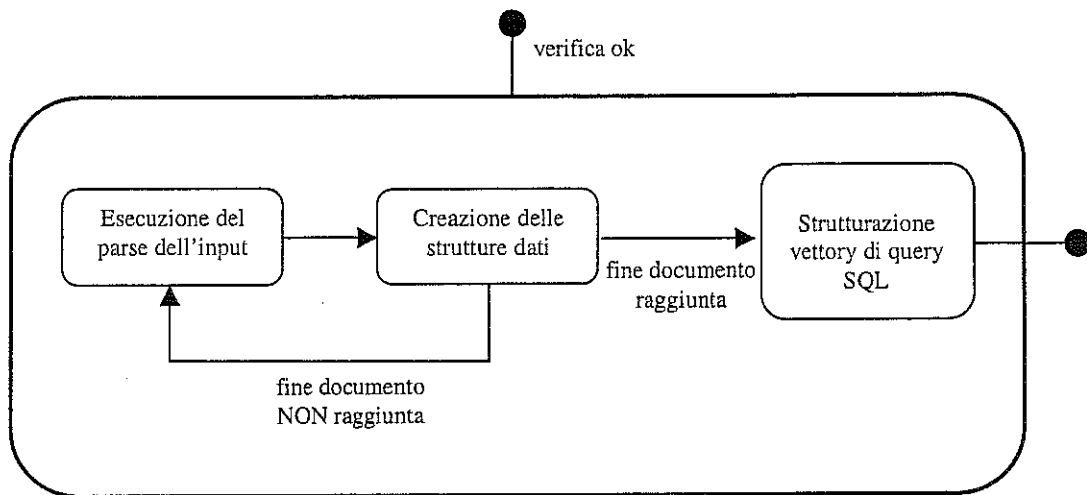 verifica ok
Esecuzione del
parse dell'input
Creazione delle
strutture dati
fine documento
raggiunta
Strutturazione
vettory di query
SQL
fine documento
NON raggiunta